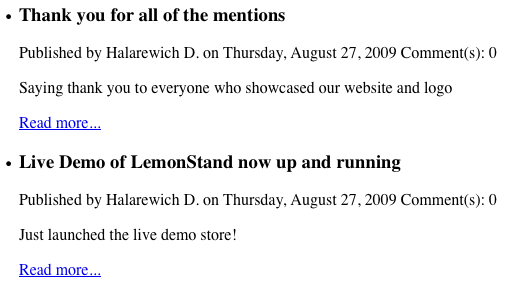 • Thank you for all of the mentions
Published by Halarewich D. on Thursday, August 27, 2009 Comment(s): 0
Saying thank you to everyone who showcased our website and logo
Read more...
• Live Demo of LemonStand now up and running
Published by Halarewich D. on Thursday, August 27, 2009 Comment(s): 0
Just launched the live demo store!
Read more...